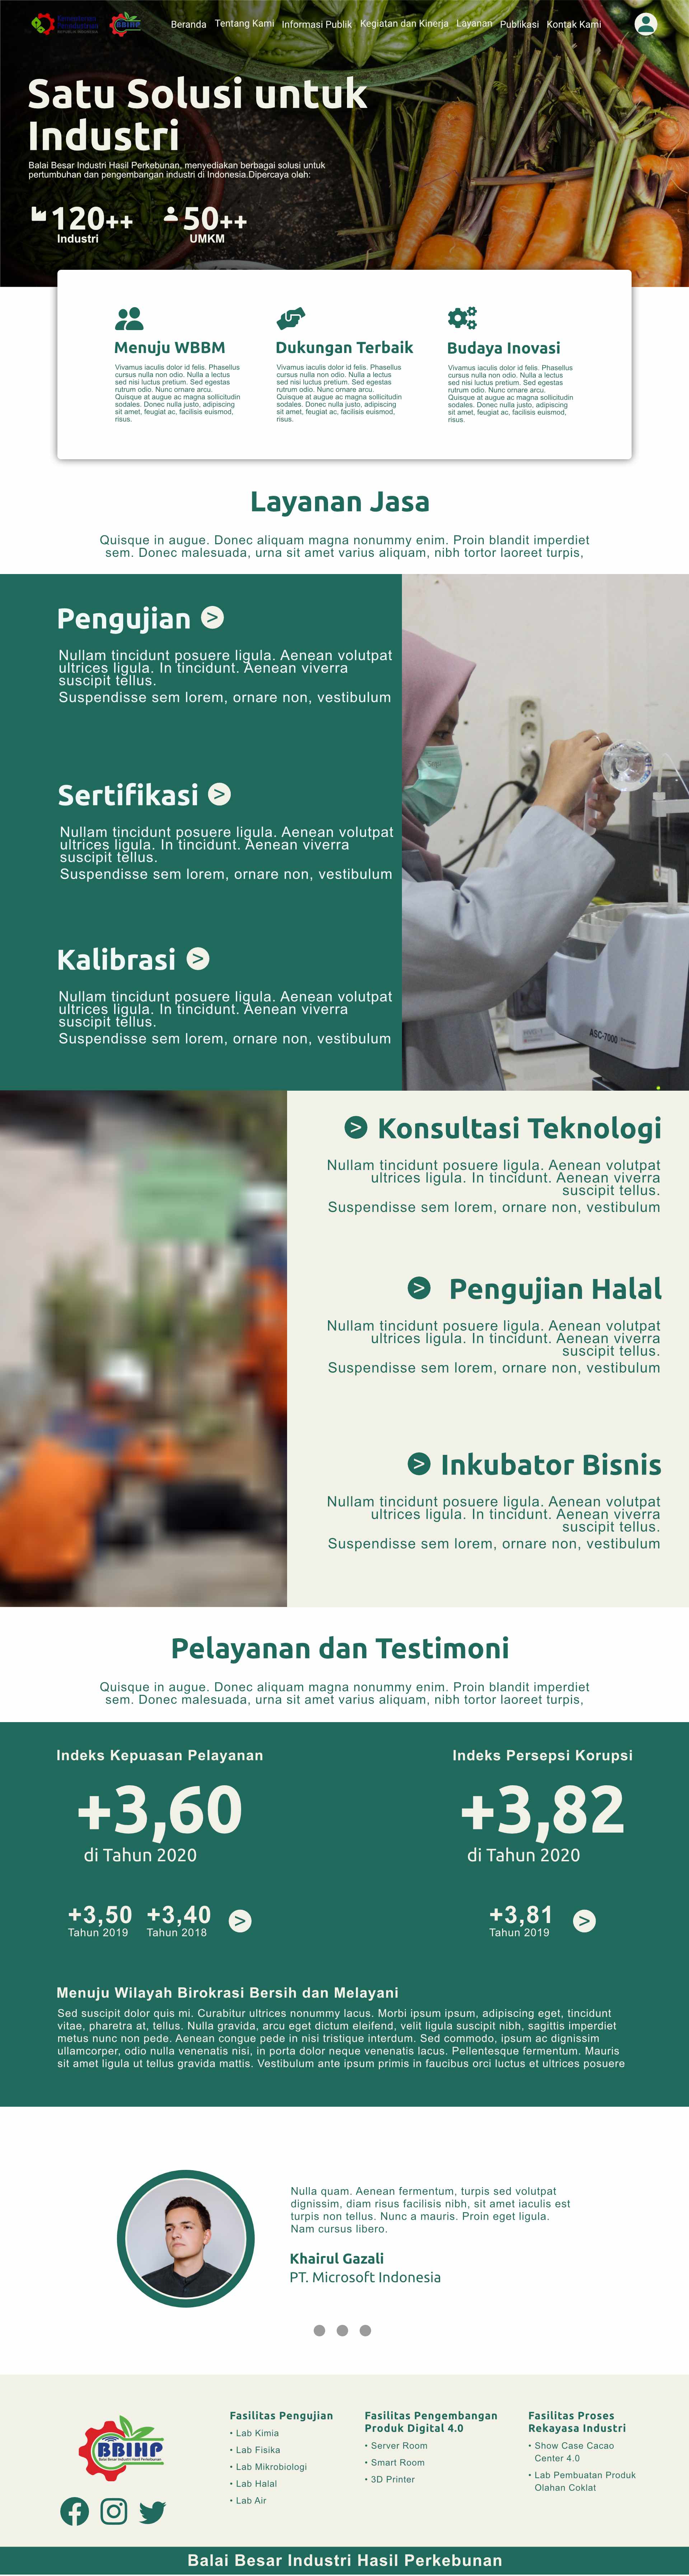 Kementerian
Perindustrian
REPUBLIK INDONESIA
BBIHP
Beranda Tentang Kami Informasi Publik Kegiatan dan Kinerja Layanan Publikasi Kontak Kami
Satu Solusi untuk
Industri
Balai Besar Industri Hasil Perkebunan, menyediakan berbagai solusi untuk
pertumbuhan dan pengembangan industri di Indonesia.Dipercaya oleh:
120++ 50++
Industri UMKM
Menuju WBBM
Vivamus iaculis dolor id felis. Phasellus
cursus nulla non odio. Nulla a lectus
sed nisi luctus pretium. Sed egestas
rutrum odio. Nunc ornare arcu.
Quisque at augue ac magna sollicitudin
sodales. Donec nulla justo, adipiscing
sit amet, feugiat ac, facilisis euismod,
risus.
Dukungan Terbaik
Vivamus iaculis dolor id felis. Phasellus
cursus nulla non odio. Nulla a lectus
sed nisi luctus pretium. Sed egestas
rutrum odio. Nunc ornare arcu.
Quisque at augue ac magna sollicitudin
sodales. Donec nulla justo, adipiscing
sit amet, feugiat ac, facilisis euismod,
risus.
Budaya Inovasi
Vivamus iaculis dolor id felis. Phasellus
cursus nulla non odio. Nulla a lectus
sed nisi luctus pretium. Sed egestas
rutrum odio. Nunc ornare arcu.
Quisque at augue ac magna sollicitudin
sodales. Donec nulla justo, adipiscing
sit amet, feugiat ac, facilisis euismod,
risus.
Layanan Jasa
Quisque in augue. Donec aliquam magna nonummy enim. Proin blandit imperdiet
sem. Donec malesuada, urna sit amet varius aliquam, nibh tortor laoreet turpis,
Pengujian >
Nullam tincidunt posuere ligula. Aenean volutpat
ultrices ligula. In tincidunt. Aenean viverra
suscipit tellus.
Suspendisse sem lorem, ornare non, vestibulum
Sertifikasi >
Nullam tincidunt posuere ligula. Aenean volutpat
ultrices ligula. In tincidunt. Aenean viverra
suscipit tellus.
Suspendisse sem lorem, ornare non, vestibulum
Kalibrasi >
Nullam tincidunt posuere ligula. Aenean volutpat
ultrices ligula. In tincidunt. Aenean viverra
suscipit tellus.
Suspendisse sem lorem, ornare non, vestibulum
ASC-7000
> Konsultasi Teknologi
Nullam tincidunt posuere ligula. Aenean volutpat
ultrices ligula. In tincidunt. Aenean viverra
suscipit tellus.
Suspendisse sem lorem, ornare non, vestibulum
> Pengujian Halal
Nullam tincidunt posuere ligula. Aenean volutpat
ultrices ligula. In tincidunt. Aenean viverra
suscipit tellus.
Suspendisse sem lorem, ornare non, vestibulum
> Inkubator Bisnis
Nullam tincidunt posuere ligula. Aenean volutpat
ultrices ligula. In tincidunt. Aenean viverra
suscipit tellus.
Suspendisse sem lorem, ornare non, vestibulum
Pelayanan dan Testimoni
Quisque in augue. Donec aliquam magna nonummy enim. Proin blandit imperdiet
sem. Donec malesuada, urna sit amet varius aliquam, nibh tortor laoreet turpis,
Indeks Kepuasan Pelayanan
+3,60
di Tahun 2020
+3,50 +3,40 >
Tahun 2019 Tahun 2018
Indeks Persepsi Korupsi
+3,82
di Tahun 2020
+3,81 >
Tahun 2019
Menuju Wilayah Birokrasi Bersih dan Melayani
Sed suscipit dolor quis mi. Curabitur ultrices nonummy lacus. Morbi ipsum ipsum, adipiscing eget, tincidunt
vitae, pharetra at, tellus. Nulla gravida, arcu eget dictum eleifend, velit ligula suscipit nibh, sagittis imperdiet
metus nunc non pede. Aenean congue pede in nisi tristique interdum. Sed commodo, ipsum ac dignissim
ullamcorper, odio nulla venenatis nisi, in porta dolor neque venenatis lacus. Pellentesque fermentum. Mauris
sit amet ligula ut tellus gravida mattis. Vestibulum ante ipsum primis in faucibus orci luctus et ultrices posuere
Nulla quam. Aenean fermentum, turpis sed volutpat
dignissim, diam risus facilisis nibh, sit amet iaculis est
turpis non tellus. Nunc a mauris. Proin eget ligula.
Nam cursus libero.
Khairul Gazali
PT. Microsoft Indonesia
BBIHP
Balai Besar Industri Hasil Perkebunan
Fasilitas Pengujian
• Lab Kimia
• Lab Fisika
• Lab Mikrobiologi
• Lab Halal
• Lab Air
Fasilitas Pengembangan
Produk Digital 4.0
• Server Room
• Smart Room
• 3D Printer
Fasilitas Proses
Rekayasa Industri
• Show Case Cacao
Center 4.0
• Lab Pembuatan Produk
Olahan Coklat
Balai Besar Industri Hasil Perkebunan